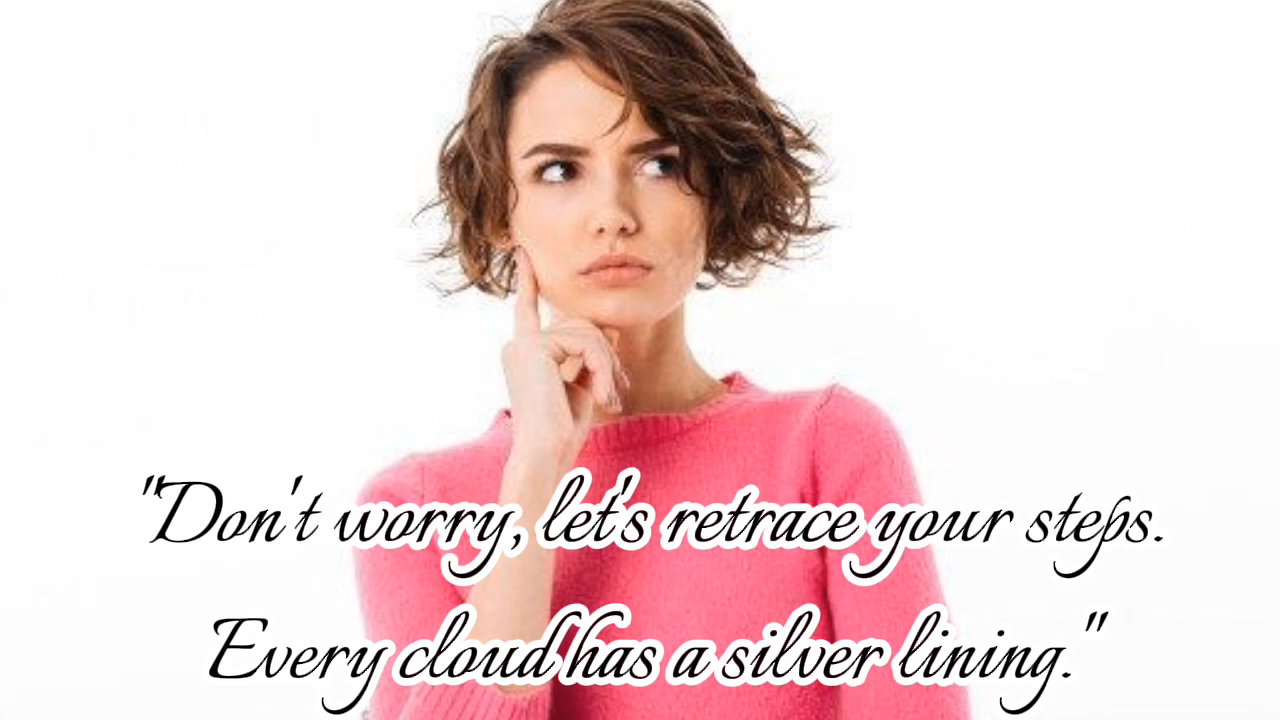 "Don't worry, let's retrace your steps.
Every cloud has a silver lining."